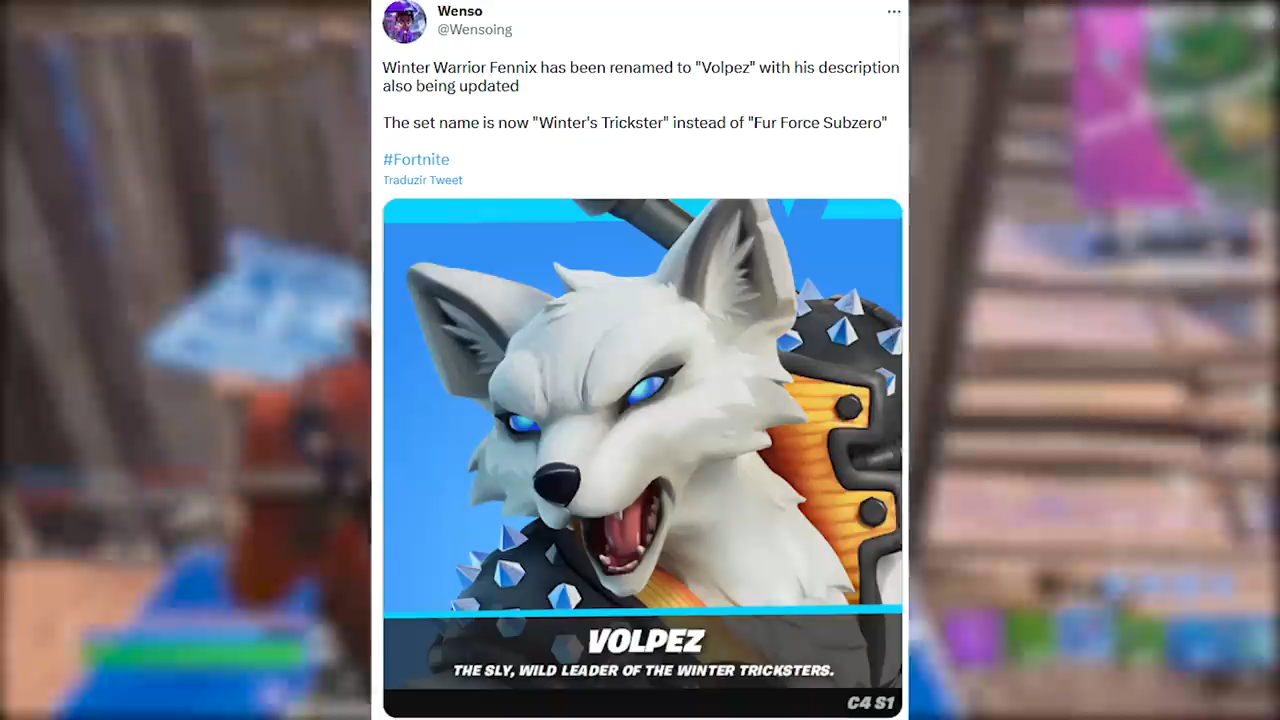 Wenso
@Wensoing
Winter Warrior Fennix has been renamed to "Volpez" with his description
also being updated
The set name is now "Winter's Trickster" instead of "Fur Force Subzero"
#Fortnite
Traduzir Tweet
VOLPEZ
THE SLY, WILD LEADER OF THE WINTER TRICKSTERS.
C4 S1